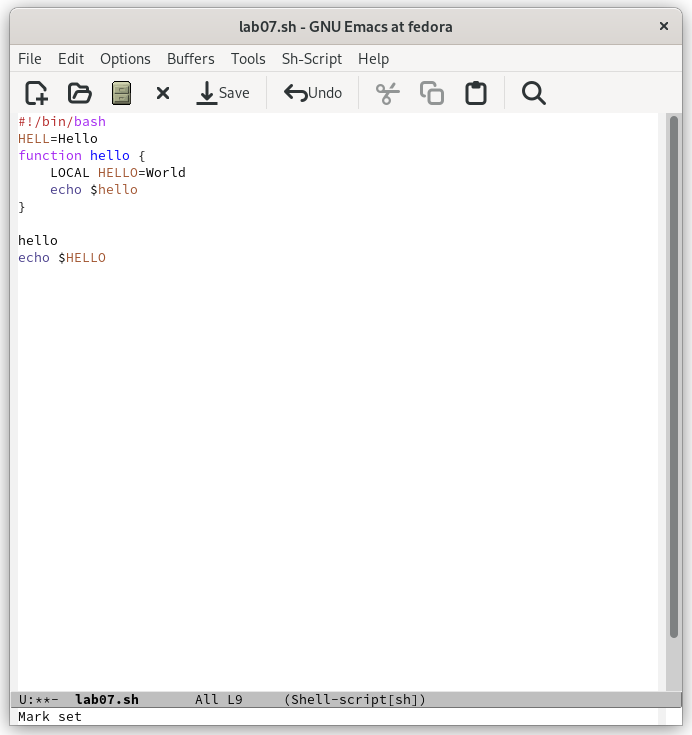 lab07.sh - GNU Emacs at fedora ×
File Edit Options Buffers Tools Sh-Script Help
Save Undo
#!/bin/bash
HELL=Hello
function hello {
    LOCAL HELLO=World
    echo $hello
}
hello
echo $HELLO
U:**- lab07.sh All L9 (Shell-script[sh])
Mark set